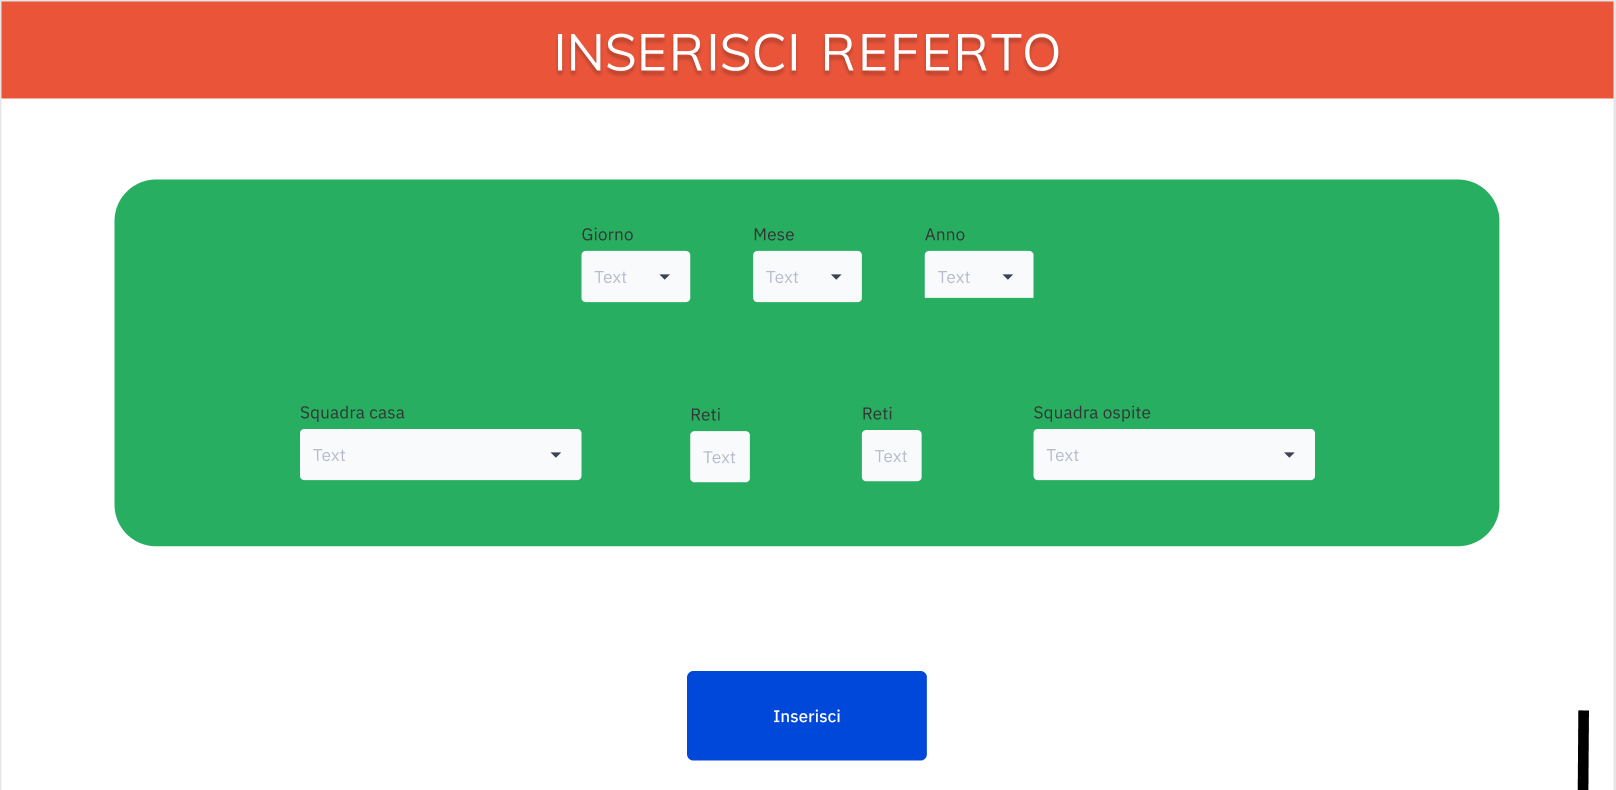 INSERISCI REFERTO
Giorno Mese Anno
Text Text Text
Squadra casa Reti Reti Squadra ospite
Text Text Text Text
Inserisci